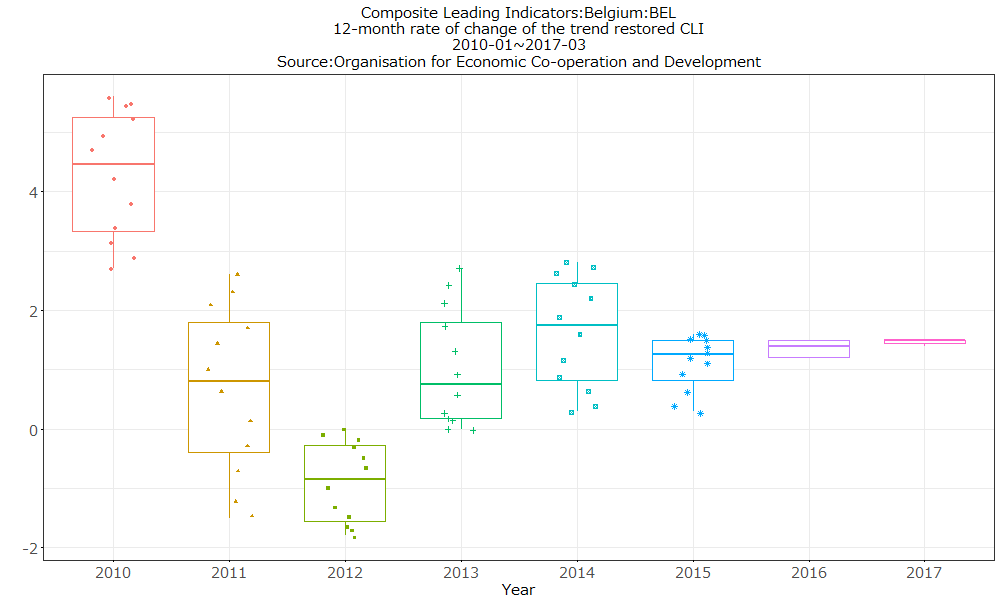 Composite Leading Indicators:Belgium:BEL
12-month rate of change of the trend restored CLI
2010-01~2017-03
Source:Organisation for Economic Co-operation and Development
4
2
0
-2
2010 2011 2012 2013 2014 2015 2016 2017
Year